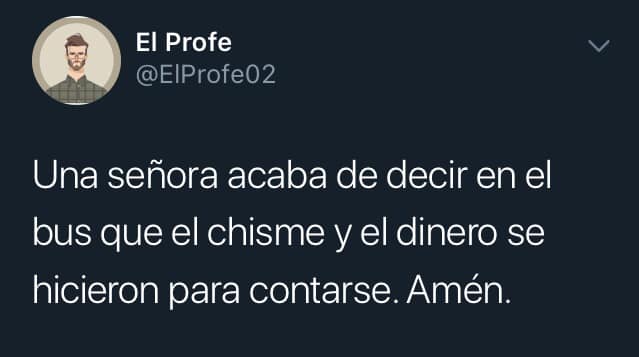 El Profe
@ElProfe02
Una señora acaba de decir en el
bus que el chisme y el dinero se
hicieron para contarse. Amén.